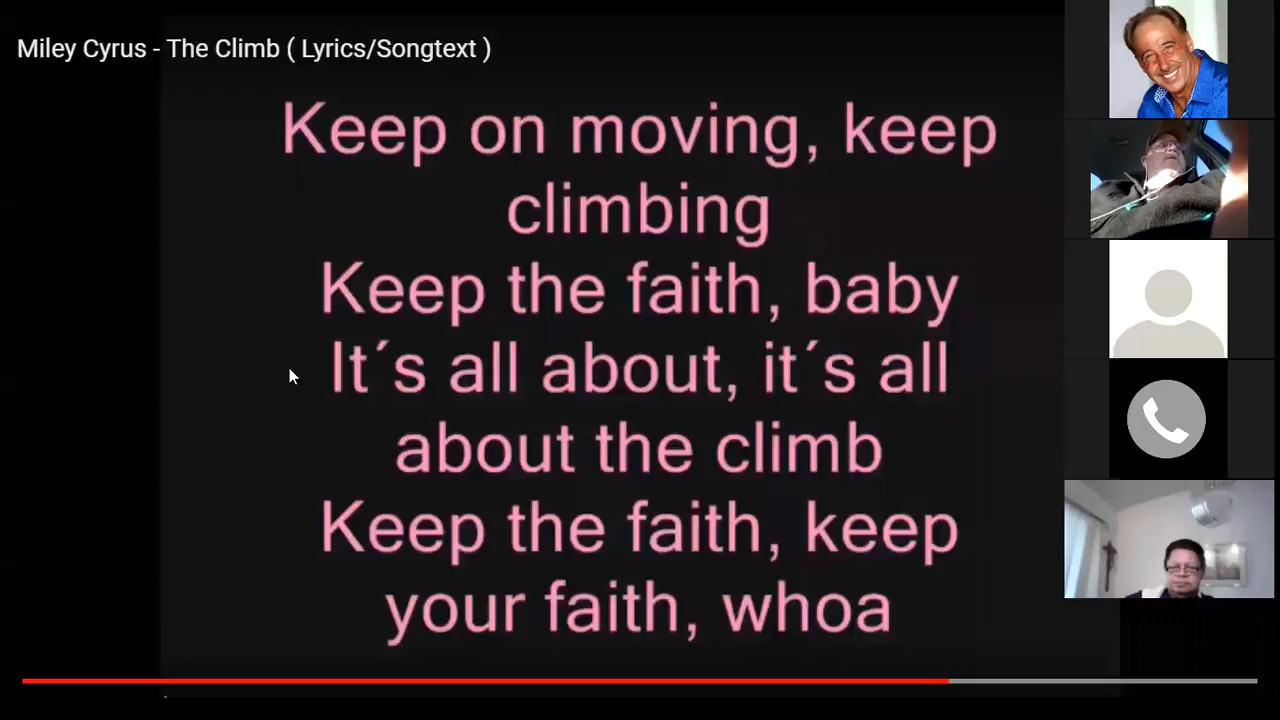 Miley Cyrus - The Climb ( Lyrics/Songtext )
Keep on moving, keep
climbing
Keep the faith, baby
It´s all about, it´s all
about the climb
Keep the faith, keep
your faith, whoa